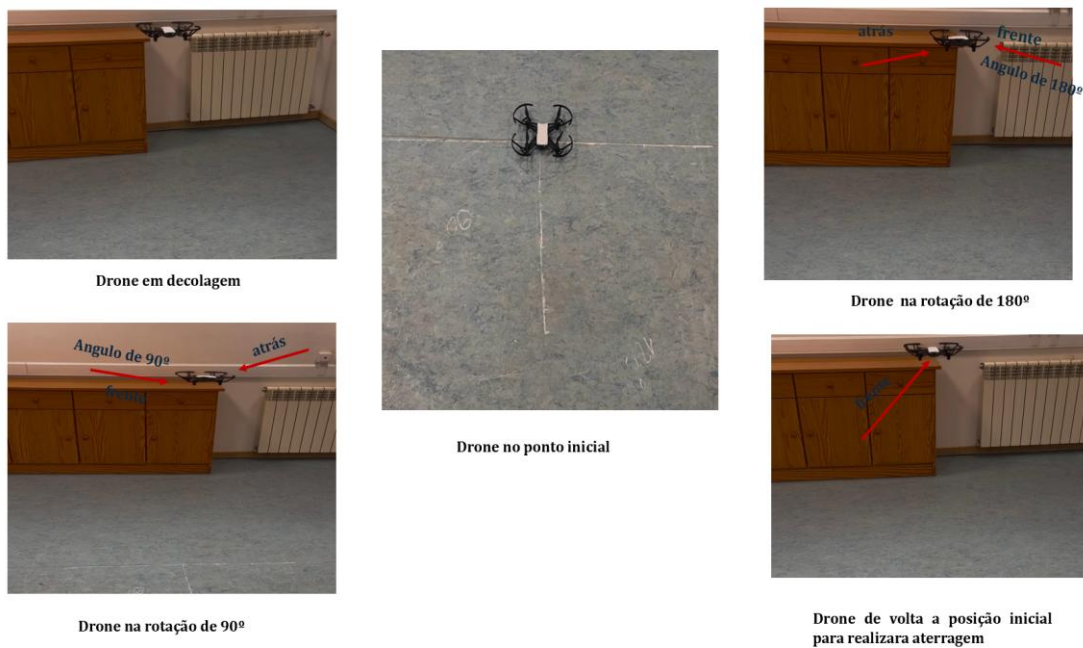 Drone em decolagem
Angulo de 90º
atrás
frente
Drone na rotação de 90º
Drone no ponto inicial
atrás
frente
Angulo de 180º
Drone na rotação de 180º
frente
Drone de volta a posição inicial
para realizara aterragem